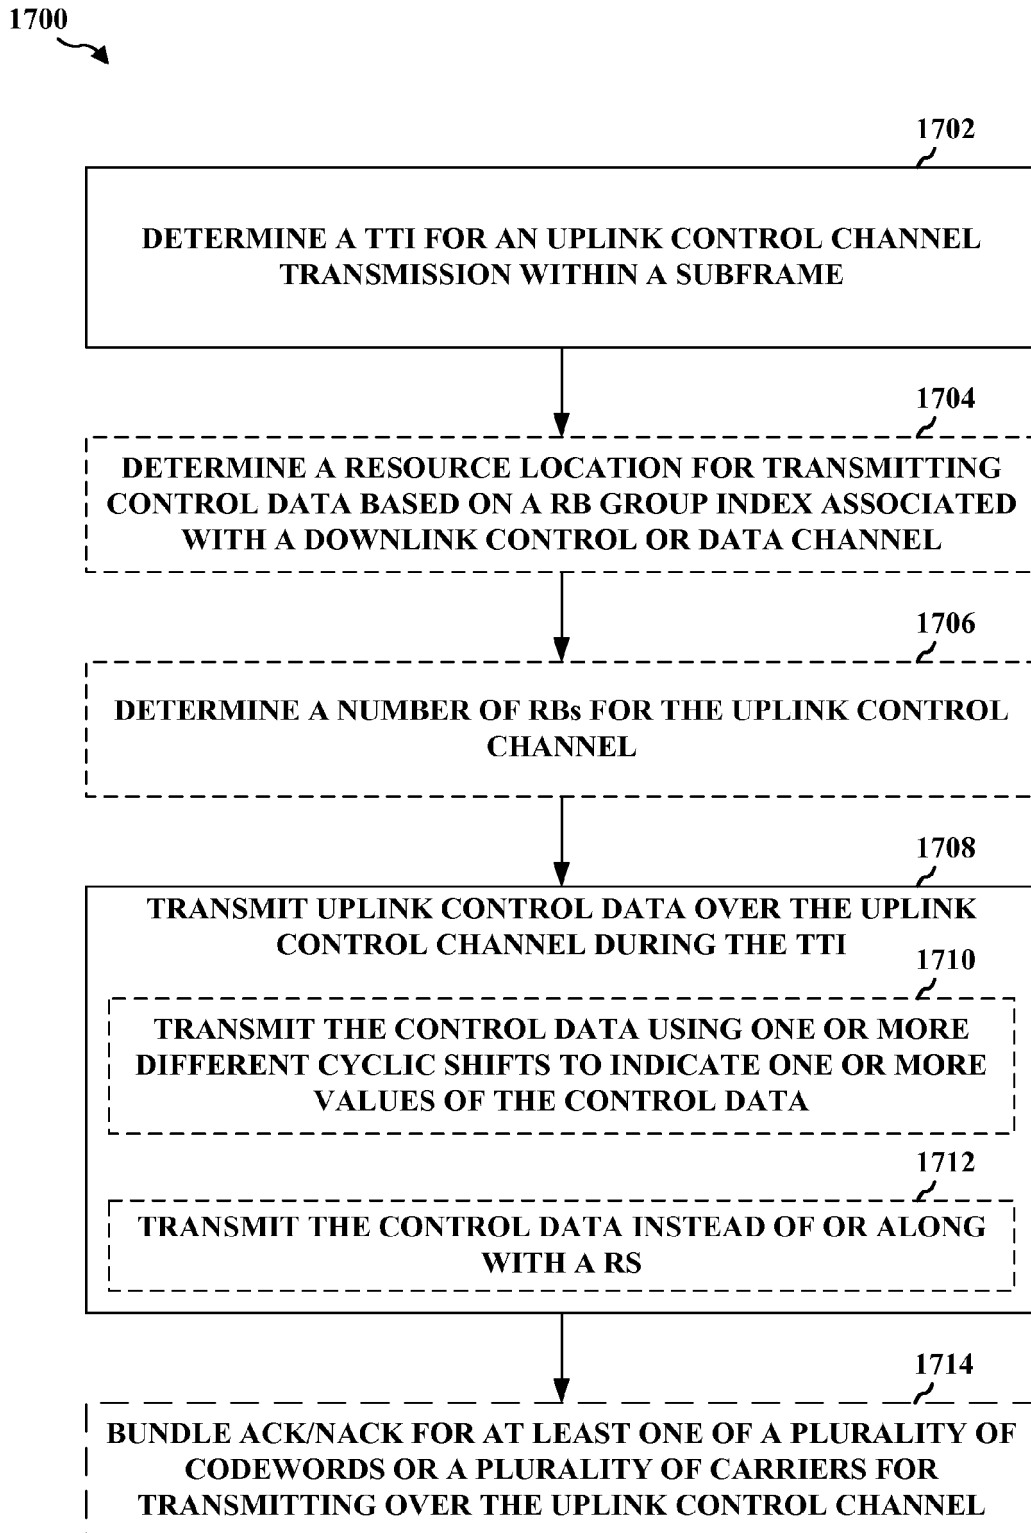 1700
1702
DETERMINE A TTI FOR AN UPLINK CONTROL CHANNEL
TRANSMISSION WITHIN A SUBFRAME
1704
DETERMINE A RESOURCE LOCATION FOR TRANSMITTING
CONTROL DATA BASED ON A RB GROUP INDEX ASSOCIATED
WITH A DOWNLINK CONTROL OR DATA CHANNEL
1706
DETERMINE A NUMBER OF RBs FOR THE UPLINK CONTROL
CHANNEL
1708
TRANSMIT UPLINK CONTROL DATA OVER THE UPLINK
CONTROL CHANNEL DURING THE TTI
1710
TRANSMIT THE CONTROL DATA USING ONE OR MORE
DIFFERENT CYCLIC SHIFTS TO INDICATE ONE OR MORE
VALUES OF THE CONTROL DATA
1712
TRANSMIT THE CONTROL DATA INSTEAD OF OR ALONG
WITH A RS
1714
BUNDLE ACK/NACK FOR AT LEAST ONE OF A PLURALITY OF
CODEWORDS OR A PLURALITY OF CARRIERS FOR
TRANSMITTING OVER THE UPLINK CONTROL CHANNEL